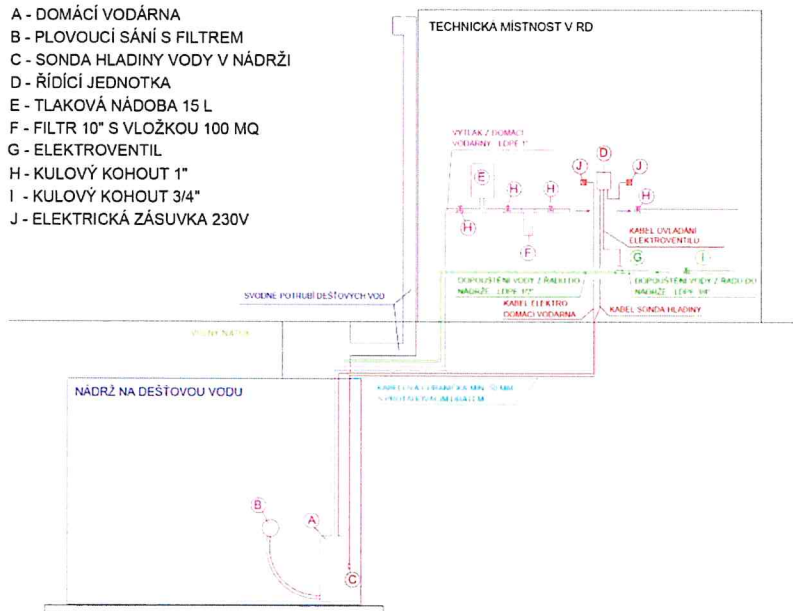 A - DOMÁCÍ VODÁRNA
B - PLOVOUCÍ SÁNÍ S FILTREM
C - SONDA HLADINY VODY V NÁDRŽI
D - ŘÍDÍCÍ JEDNOTKA
E - TLAKOVÁ NÁDOBA 15 L
F - FILTR 10" S VLOŽKOU 100 MQ
G - ELEKTROVENTIL
H - KULOVÝ KOHOUT 1"
I - KULOVÝ KOHOUT 3/4"
J - ELEKTRICKÁ ZÁSUVKA 230V
TECHNICKÁ MÍSTNOST V RD
VÝTLAK Z DOMÁCÍ
VODÁRNY LDPE 1"
D
J
J
E
H
H
H
H
F
KABEL OVLÁDÁNÍ
ELEKTROVENTILU
G
I
DOPOUŠTĚNÍ VODY Z ŘADU DO
NÁDRŽE LDPE
DOPOUŠTĚNÍ VODY Z ŘADU DO
NÁDRŽE LDPE 3/4"
SVODNÉ POTRUBÍ DEŠŤOVÝCH VOD
KABEL ELEKTRO
DOMÁCÍ VODÁRNA
KABEL SONDA HLADINY
NÁDRŽ NA DEŠŤOVOU VODU
B
A
C